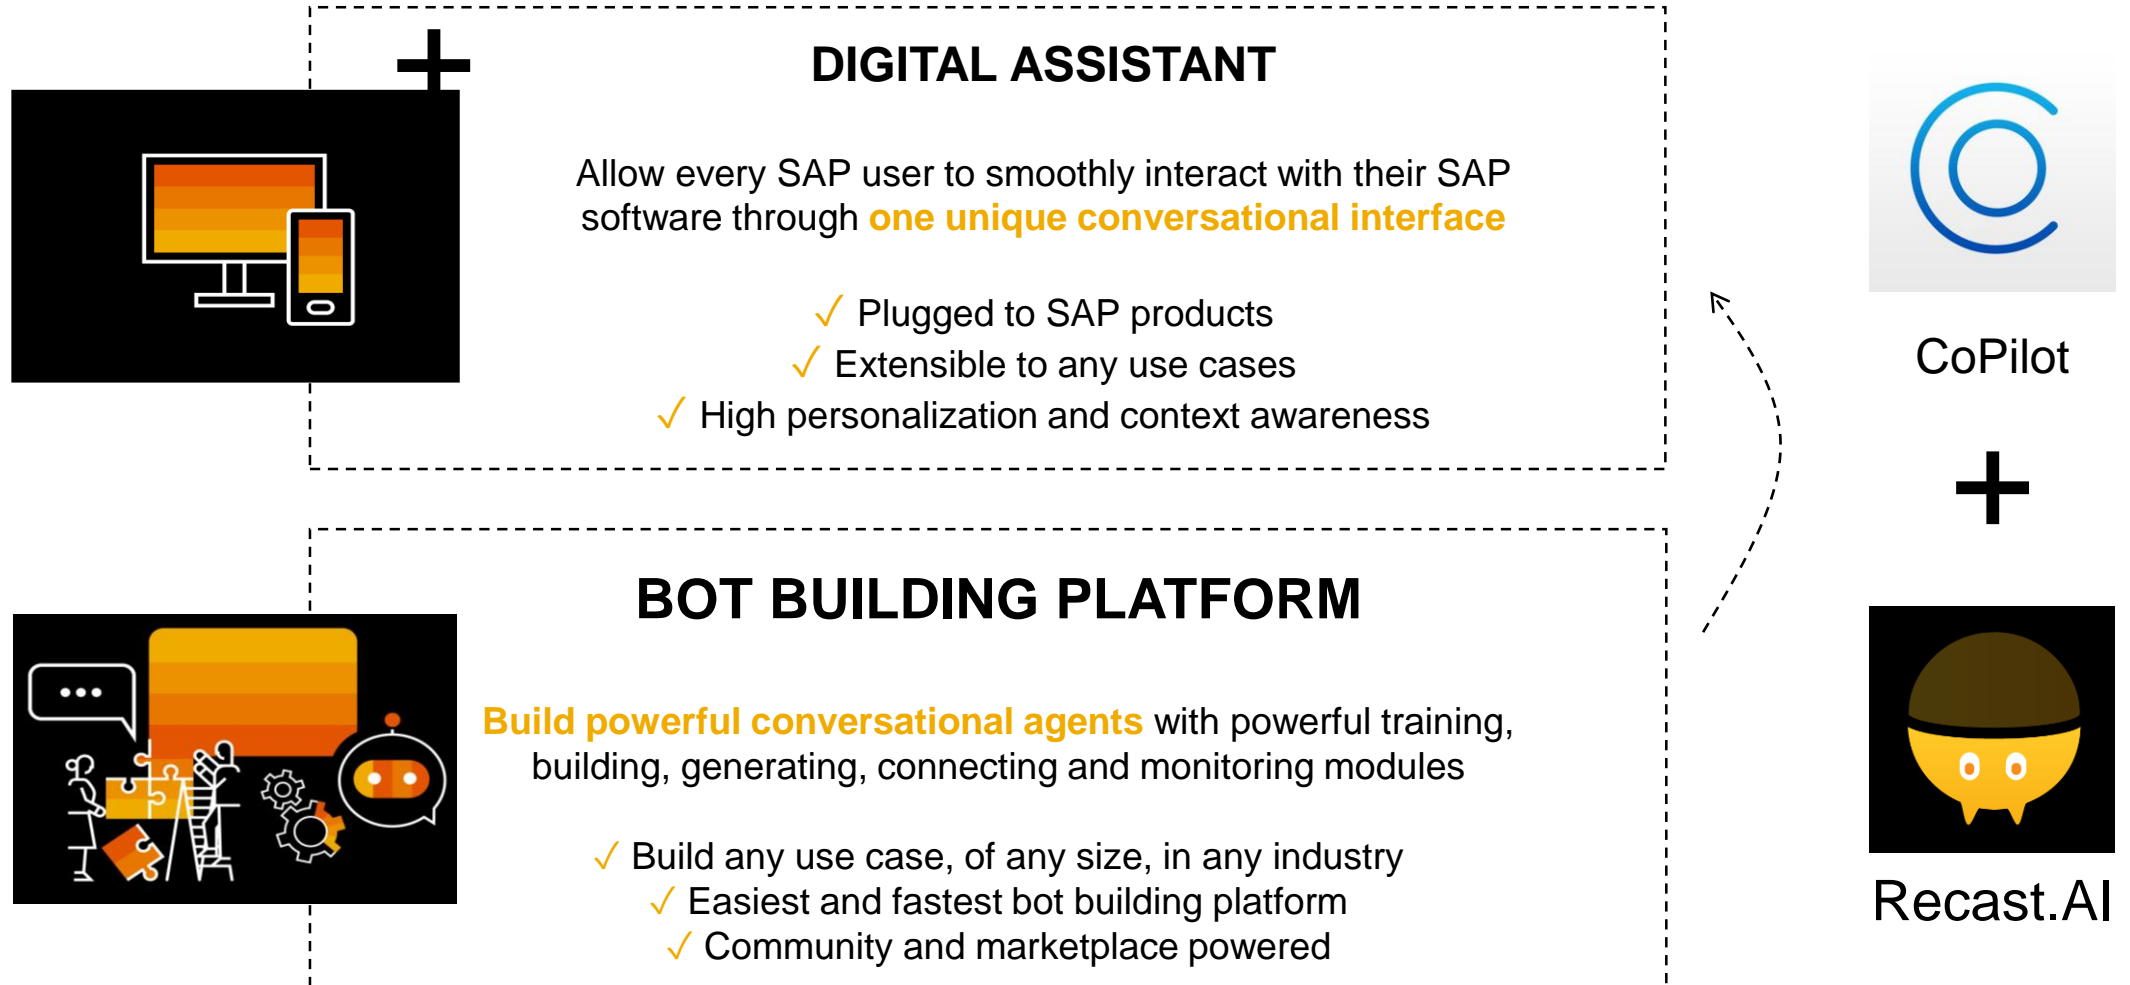 DIGITAL ASSISTANT
Allow every SAP user to smoothly interact with their SAP
software through one unique conversational interface
✓ Plugged to SAP products
✓ Extensible to any use cases
✓ High personalization and context awareness
CoPilot
+
BOT BUILDING PLATFORM
Build powerful conversational agents with powerful training,
building, generating, connecting and monitoring modules
✓ Build any use case, of any size, in any industry
✓ Easiest and fastest bot building platform
✓ Community and marketplace powered
Recast.AI